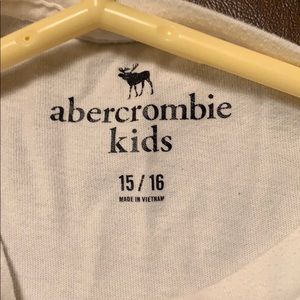 abercrombie
kids
15 / 16
MADE IN VIETNAM